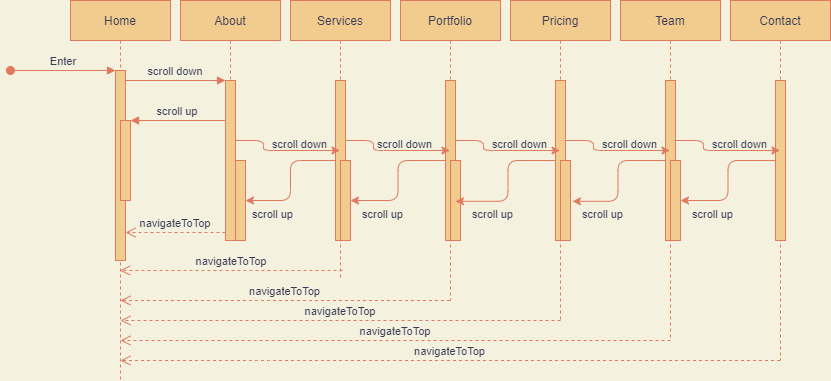 Home
About
Services
Portfolio
Pricing
Team
Contact
Enter
scroll down
scroll up
scroll down
scroll down
scroll down
scroll down
scroll down
scroll up
scroll up
scroll up
scroll up
scroll up
navigateToTop
navigateToTop
navigateToTop
navigateToTop
navigateToTop
navigateToTop